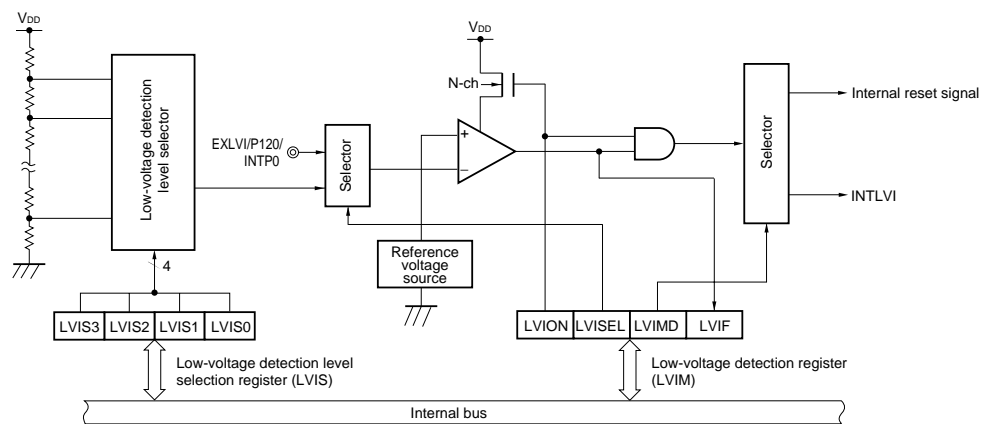 VDD
Low-voltage detection
level selector
4
LVIS3 LVIS2 LVIS1 LVIS0
Low-voltage detection level
selection register (LVIS)
EXLVI/P120/
INTP0
Selector
VDD
N-ch
+
−
Reference
voltage
source
Selector
Internal reset signal
INTLVI
LVION LVISEL LVIMD LVIF
Low-voltage detection register
(LVIM)
Internal bus